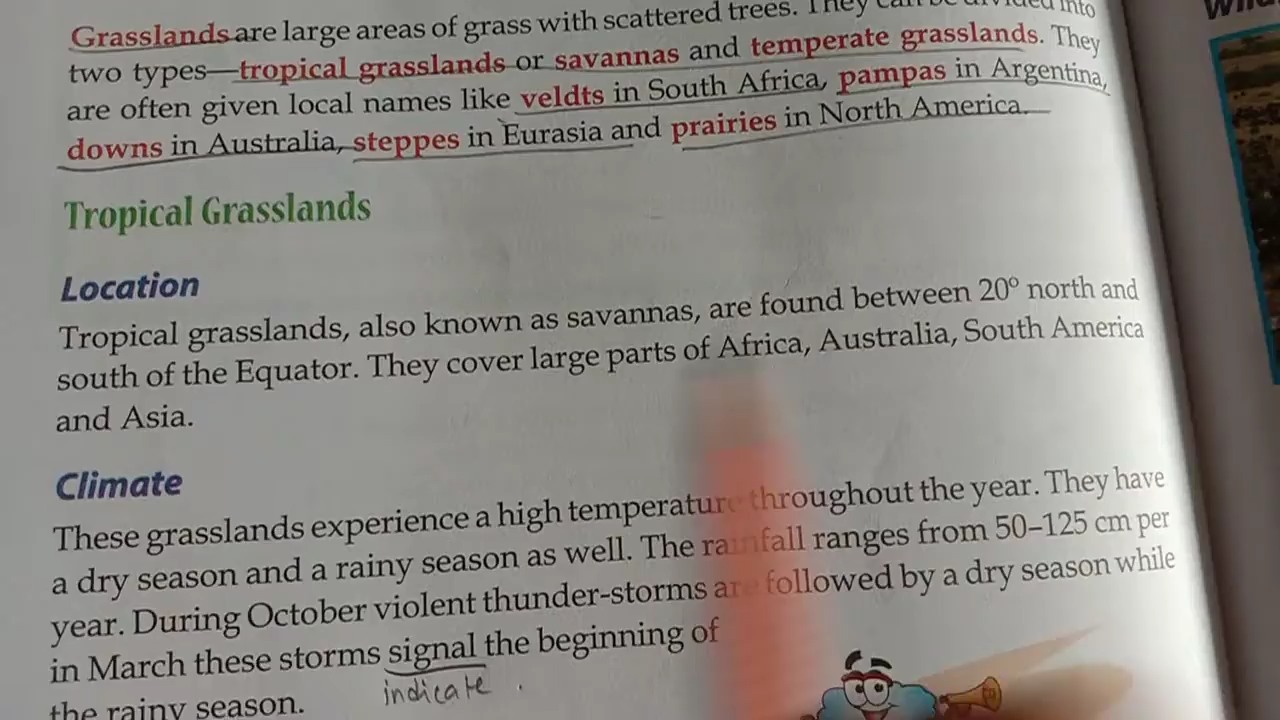 Grasslands are large areas of grass with scattered trees. They can be divided into
two types—tropical grasslands or savannas and temperate grasslands. They
are often given local names like veldts in South Africa, pampas in Argentina,
downs in Australia, steppes in Eurasia and prairies in North America.
Tropical Grasslands
Location
Tropical grasslands, also known as savannas, are found between 20° north and
south of the Equator. They cover large parts of Africa, Australia, South America
and Asia.
Climate
These grasslands experience a high temperature throughout the year. They have
a dry season and a rainy season as well. The rainfall ranges from 50–125 cm per
year. During October violent thunder-storms are followed by a dry season while
in March these storms signal the beginning of
indicate
the rainy season.